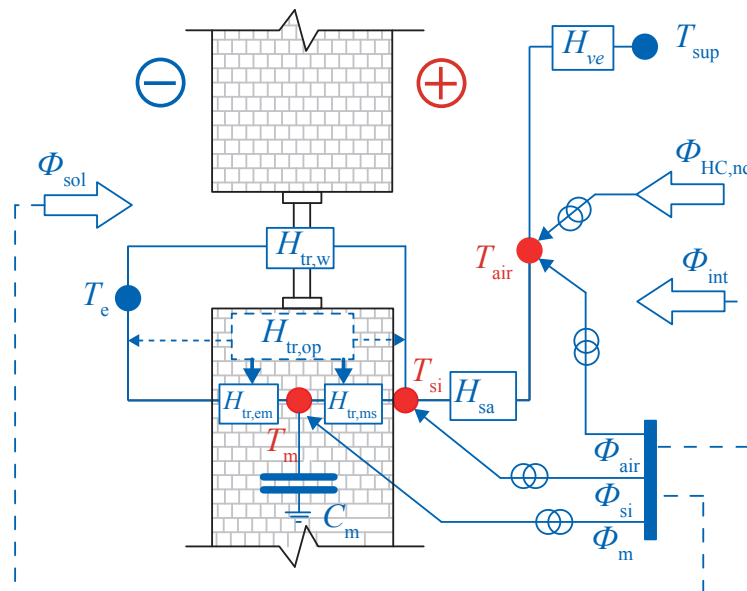 H_ve
T_sup
−
+
Φ_sol
Φ_HC,nd
H_tr,w
T_air
Φ_int
T_e
H_tr,op
T_si
H_tr,em
H_tr,ms
H_sa
T_m
Φ_air
Φ_si
C_m
Φ_m